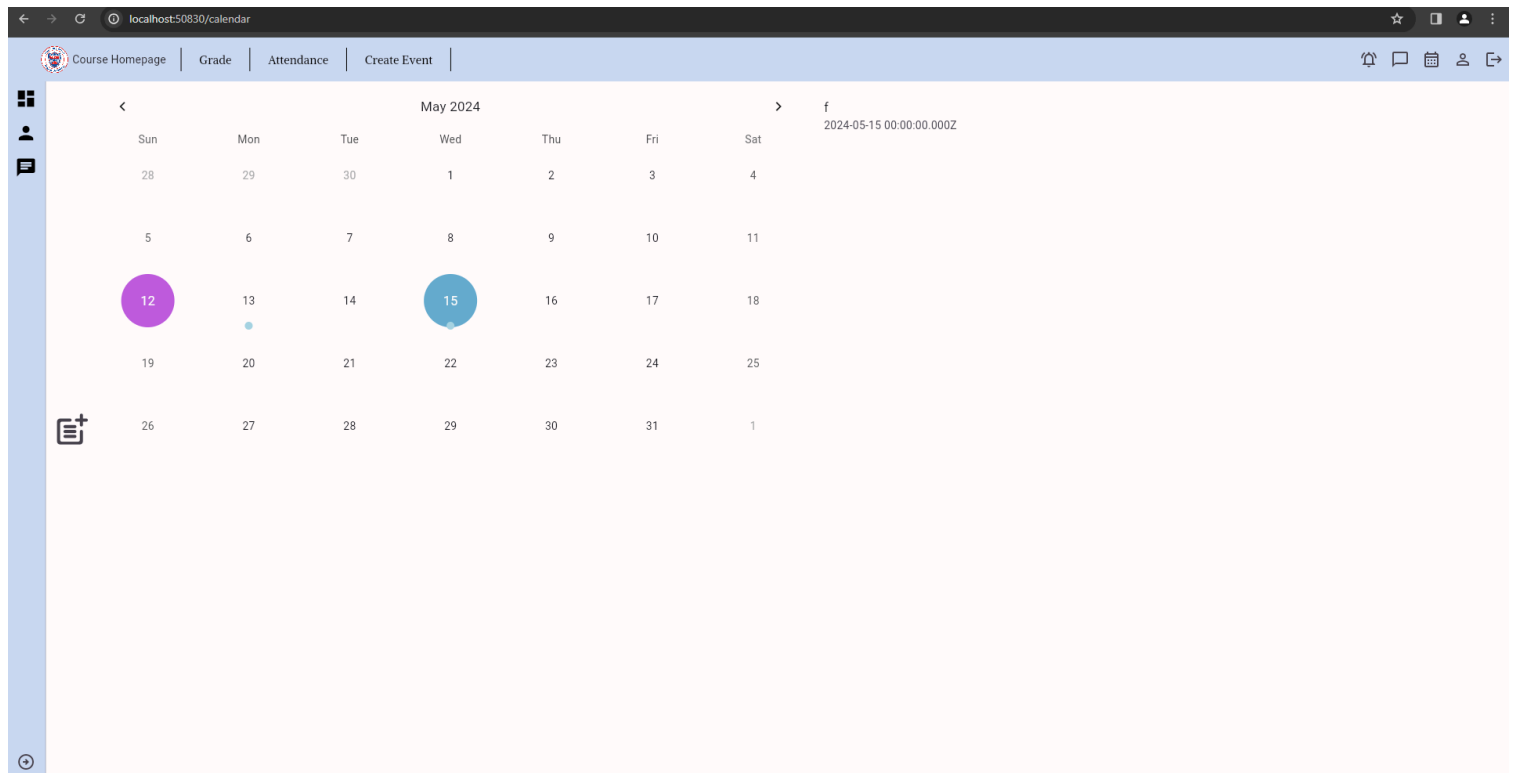 localhost:50830/calendar
Course Homepage Grade Attendance Create Event
May 2024
Sun Mon Tue Wed Thu Fri Sat
28 29 30 1 2 3 4
5 6 7 8 9 10 11
12 13 14 15 16 17 18
19 20 21 22 23 24 25
26 27 28 29 30 31 1
f
2024-05-15 00:00:00.000Z